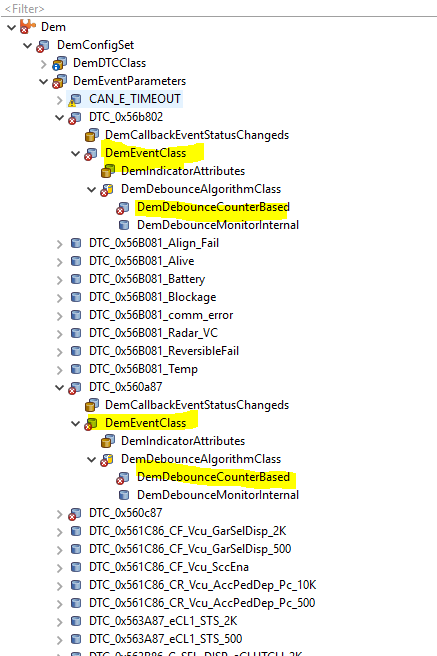 <Filter>
Dem
DemConfigSet
DemDTCClass
DemEventParameters
CAN_E_TIMEOUT
DTC_0x56b802
DemCallbackEventStatusChangeds
DemEventClass
DemIndicatorAttributes
DemDebounceAlgorithmClass
DemDebounceCounterBased
DemDebounceMonitorInternal
DTC_0x56B081_Align_Fail
DTC_0x56B081_Alive
DTC_0x56B081_Battery
DTC_0x56B081_Blockage
DTC_0x56B081_comm_error
DTC_0x56B081_Radar_VC
DTC_0x56B081_ReversibleFail
DTC_0x56B081_Temp
DTC_0x560a87
DemCallbackEventStatusChangeds
DemEventClass
DemIndicatorAttributes
DemDebounceAlgorithmClass
DemDebounceCounterBased
DemDebounceMonitorInternal
DTC_0x560c87
DTC_0x561C86_CF_Vcu_GarSelDisp_2K
DTC_0x561C86_CF_Vcu_GarSelDisp_500
DTC_0x561C86_CF_Vcu_SccEna
DTC_0x561C86_CR_Vcu_AccPedDep_Pc_10K
DTC_0x561C86_CR_Vcu_AccPedDep_Pc_500
DTC_0x563A87_eCL1_STS_2K
DTC_0x563A87_eCL1_STS_500